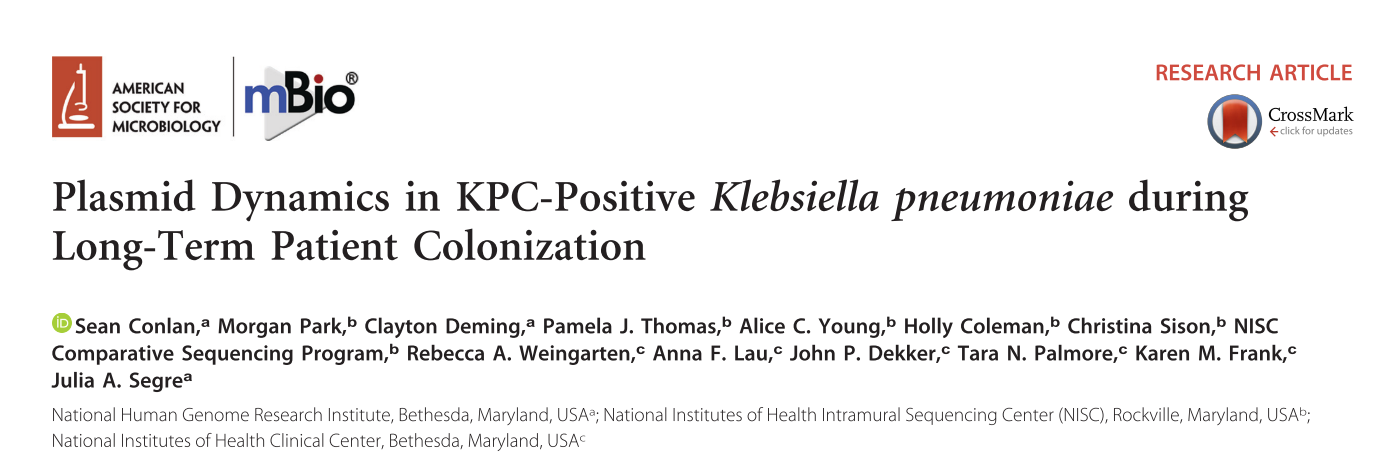 AMERICAN
SOCIETY FOR
MICROBIOLOGY
mBio®
RESEARCH ARTICLE
CrossMark
click for updates
Plasmid Dynamics in KPC-Positive Klebsiella pneumoniae during
Long-Term Patient Colonization
iD Sean Conlan,ᵃ Morgan Park,ᵇ Clayton Deming,ᵃ Pamela J. Thomas,ᵇ Alice C. Young,ᵇ Holly Coleman,ᵇ Christina Sison,ᵇ NISC
Comparative Sequencing Program,ᵇ Rebecca A. Weingarten,ᶜ Anna F. Lau,ᶜ John P. Dekker,ᶜ Tara N. Palmore,ᶜ Karen M. Frank,ᶜ
Julia A. Segreᵃ
National Human Genome Research Institute, Bethesda, Maryland, USAᵃ; National Institutes of Health Intramural Sequencing Center (NISC), Rockville, Maryland, USAᵇ;
National Institutes of Health Clinical Center, Bethesda, Maryland, USAᶜ